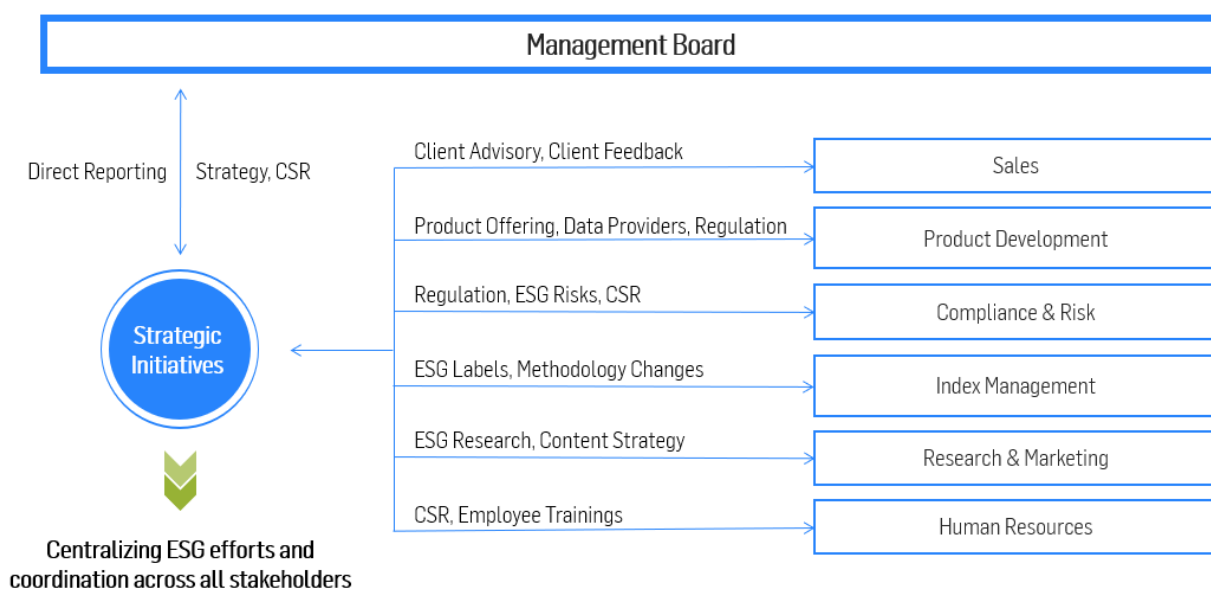 Management Board
Direct Reporting
Strategy, CSR
Client Advisory, Client Feedback
Sales
Product Offering, Data Providers, Regulation
Product Development
Regulation, ESG Risks, CSR
Compliance & Risk
Strategic
Initiatives
ESG Labels, Methodology Changes
Index Management
ESG Research, Content Strategy
Research & Marketing
CSR, Employee Trainings
Human Resources
Centralizing ESG efforts and
coordination across all stakeholders